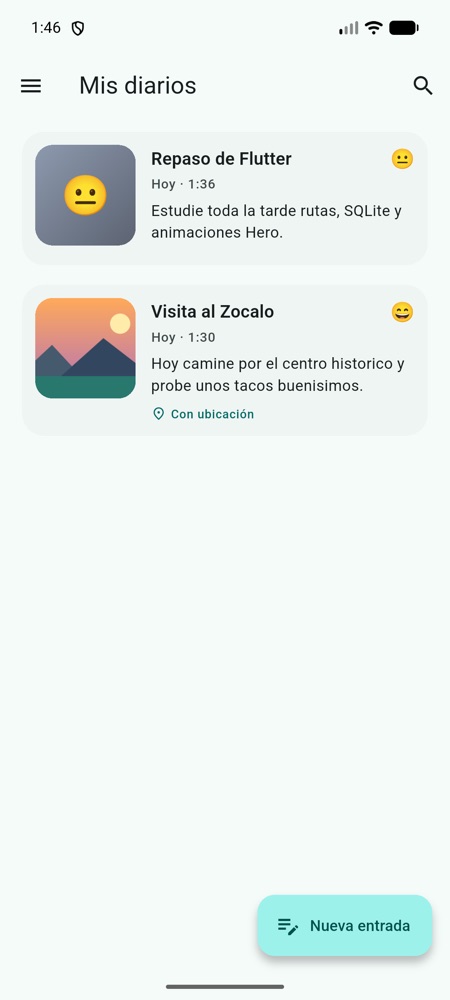 1:46
Mis diarios
Repaso de Flutter
Hoy · 1:36
Estudie toda la tarde rutas, SQLite y
animaciones Hero.
Visita al Zocalo
Hoy · 1:30
Hoy camine por el centro historico y
probe unos tacos buenisimos.
Con ubicación
Nueva entrada